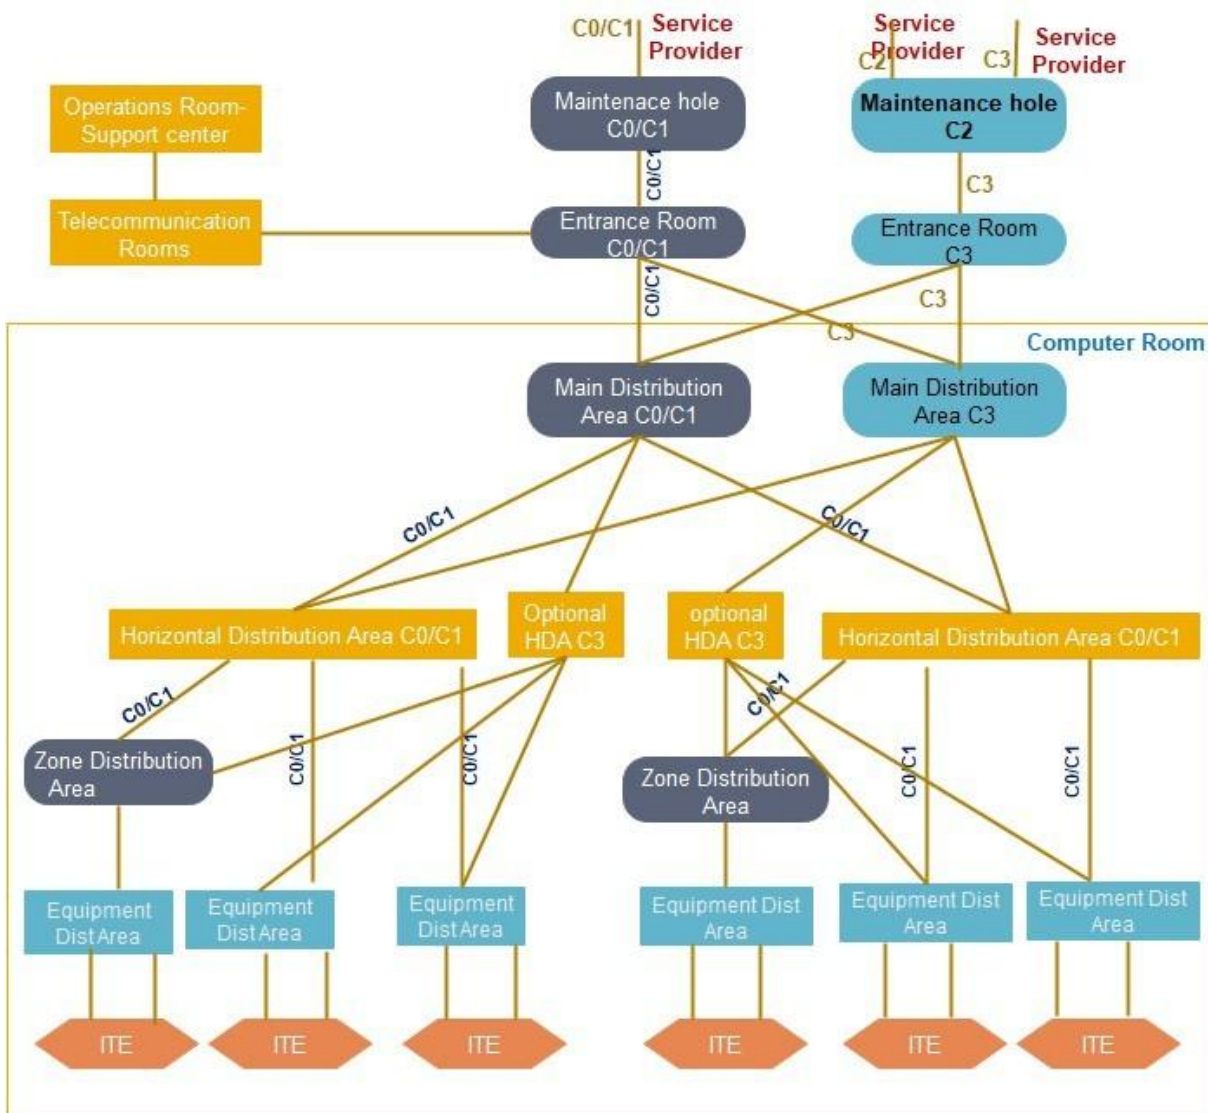 C0/C1
Service
Provider
Service
Provider
C2
C3
Service
Provider
Operations Room-
Support center
Maintenace hole
C0/C1
Maintenance hole
C2
C0/C1
C3
Telecommunication
Rooms
Entrance Room
C0/C1
Entrance Room
C3
C0/C1
C3
C3
Computer Room
Main Distribution
Area C0/C1
Main Distribution
Area C3
C0/C1
C0/C1
Horizontal Distribution Area C0/C1
Optional
HDA C3
optional
HDA C3
Horizontal Distribution Area C0/C1
C0/C1
C0/C1
C0/C1
C0/C1
C0/C1
C0/C1
Zone Distribution
Area
Zone Distribution
Area
Equipment
Dist Area
Equipment
Dist Area
Equipment
Dist Area
Equipment Dist
Area
Equipment Dist
Area
Equipment Dist
Area
ITE
ITE
ITE
ITE
ITE
ITE